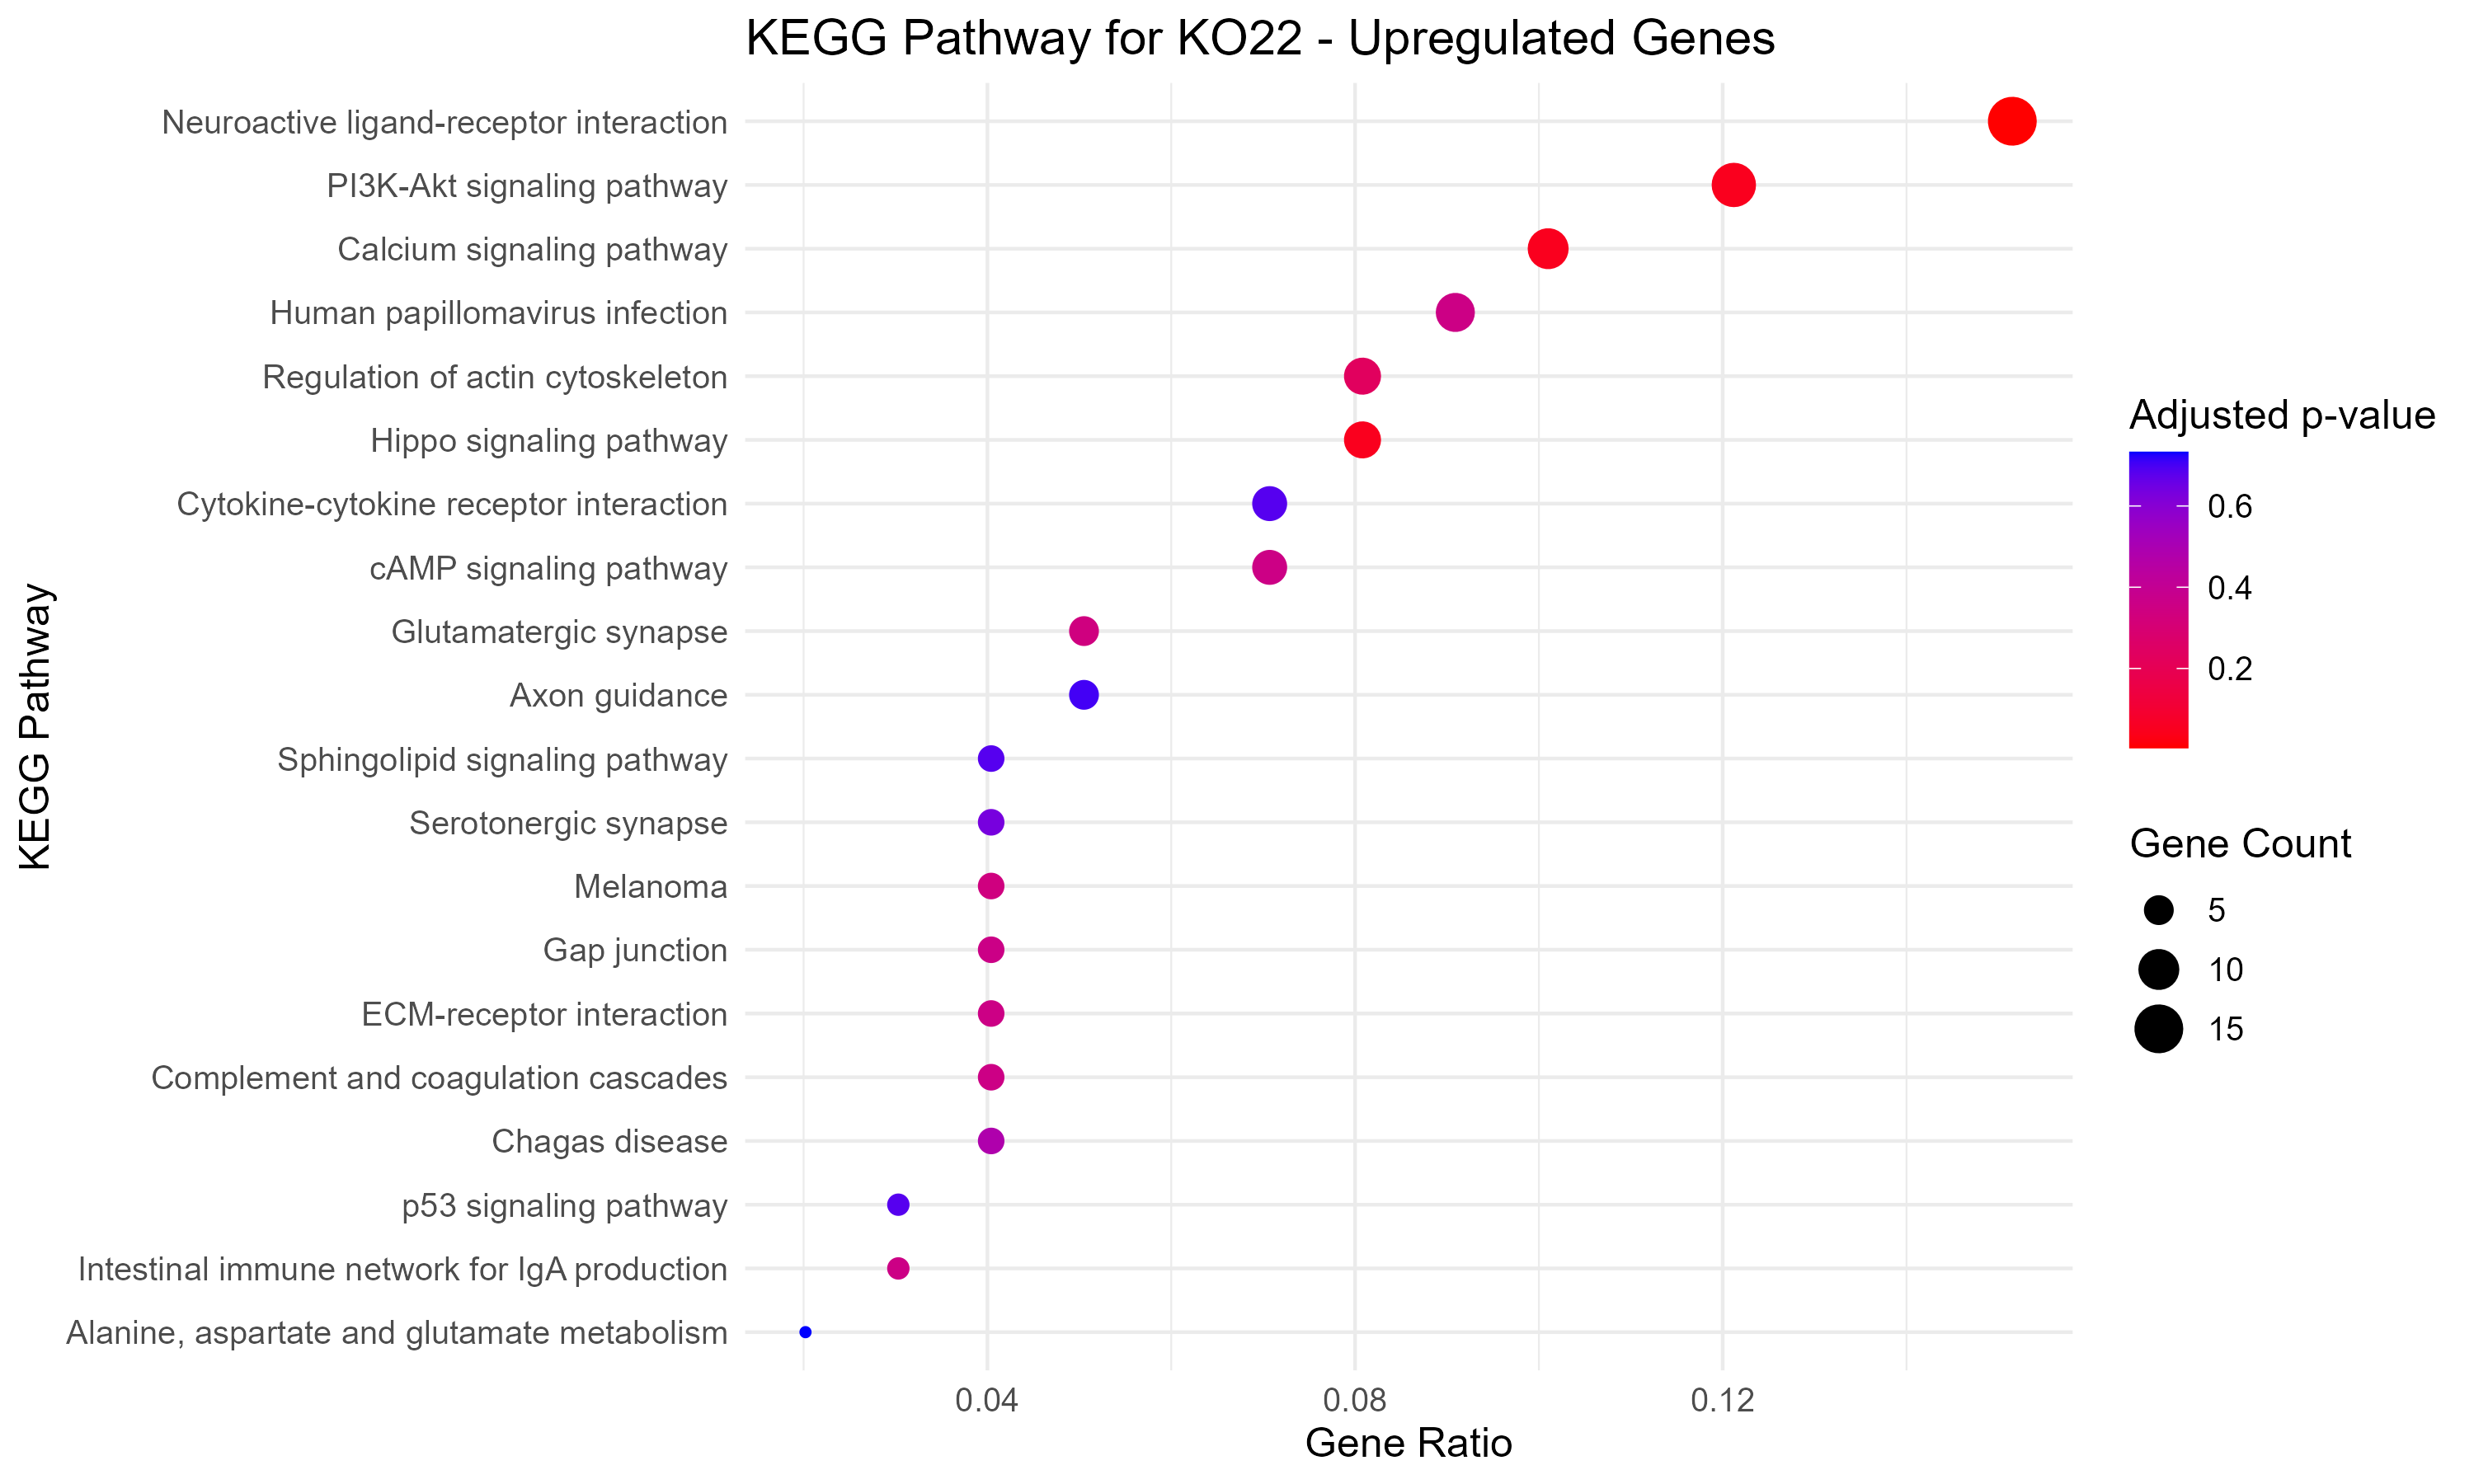 KEGG Pathway for KO22 - Upregulated Genes
KEGG Pathway
Neuroactive ligand-receptor interaction
PI3K-Akt signaling pathway
Calcium signaling pathway
Human papillomavirus infection
Regulation of actin cytoskeleton
Hippo signaling pathway
Cytokine-cytokine receptor interaction
cAMP signaling pathway
Glutamatergic synapse
Axon guidance
Sphingolipid signaling pathway
Serotonergic synapse
Melanoma
Gap junction
ECM-receptor interaction
Complement and coagulation cascades
Chagas disease
p53 signaling pathway
Intestinal immune network for IgA production
Alanine, aspartate and glutamate metabolism
0.04 0.08 0.12
Gene Ratio
Adjusted p-value
0.6
0.4
0.2
Gene Count
5
10
15